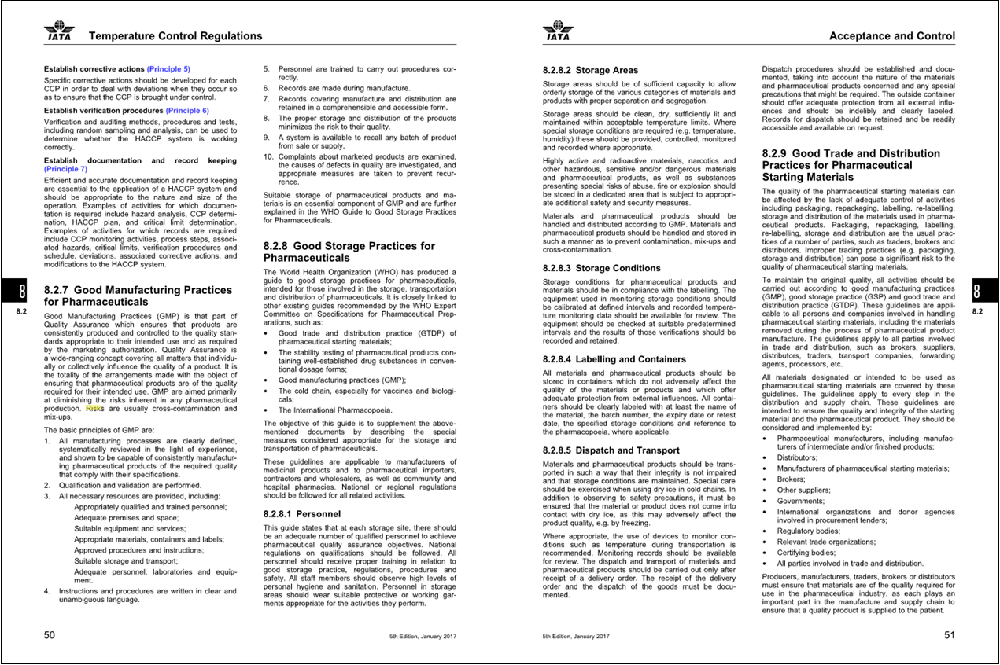 IATA
Temperature Control Regulations
Establish corrective actions (Principle 5)
Specific corrective actions should be developed for each
CCP in order to deal with deviations when they occur so
as to ensure that the CCP is brought under control.
Establish verification procedures (Principle 6)
Verification and auditing methods, procedures and tests,
including random sampling and analysis, can be used to
determine whether the HACCP system is working
correctly.
Establish documentation and record keeping
(Principle 7)
Efficient and accurate documentation and record keeping
are essential to the application of a HACCP system and
should be appropriate to the nature and size of the
operation. Examples of activities for which documen-
tation is required include hazard analysis, CCP determi-
nation, HACCP plan, and critical limit determination.
Examples of activities for which records are required
include CCP monitoring activities, process steps, associ-
ated hazards, critical limits, verification procedures and
schedule, deviations, associated corrective actions, and
modifications to the HACCP system.
8.2.7 Good Manufacturing Practices
for Pharmaceuticals
Good Manufacturing Practices (GMP) is that part of
Quality Assurance which ensures that products are
consistently produced and controlled to the quality stan-
dards appropriate to their intended use and as required
by the marketing authorization. Quality Assurance is
a wide-ranging concept covering all matters that individu-
ally or collectively influence the quality of a product. It is
the totality of the arrangements made with the object of
ensuring that pharmaceutical products are of the quality
required for their intended use. GMP are aimed primarily
at diminishing the risks inherent in any pharmaceutical
production. Risks are usually cross-contamination and
mix-ups.
The basic principles of GMP are:
1. All manufacturing processes are clearly defined,
systematically reviewed in the light of experience,
and shown to be capable of consistently manufactur-
ing pharmaceutical products of the required quality
that comply with their specifications.
2. Qualification and validation are performed.
3. All necessary resources are provided, including:
Appropriately qualified and trained personnel;
Adequate premises and space;
Suitable equipment and services;
Appropriate materials, containers and labels;
Approved procedures and instructions;
Suitable storage and transport;
Adequate personnel, laboratories and equip-
ment.
4. Instructions and procedures are written in clear and
unambiguous language.
8
8.2
5. Personnel are trained to carry out procedures cor-
rectly.
6. Records are made during manufacture.
7. Records covering manufacture and distribution are
retained in a comprehensible and accessible form.
8. The proper storage and distribution of the products
minimizes the risk to their quality.
9. A system is available to recall any batch of product
from sale or supply.
10. Complaints about marketed products are examined,
the causes of defects in quality are investigated, and
appropriate measures are taken to prevent recur-
rence.
Suitable storage of pharmaceutical products and ma-
terials is an essential component of GMP and are further
explained in the WHO Guide to Good Storage Practices
for Pharmaceuticals.
8.2.8 Good Storage Practices for
Pharmaceuticals
The World Health Organization (WHO) has produced a
guide to good storage practices for pharmaceuticals,
intended for those involved in the storage, transportation
and distribution of pharmaceuticals. It is closely linked to
other existing guides recommended by the WHO Expert
Committee on Specifications for Pharmaceutical Prep-
arations, such as:
• Good trade and distribution practice (GTDP) of
pharmaceutical starting materials;
• The stability testing of pharmaceutical products con-
taining well-established drug substances in conven-
tional dosage forms;
• Good manufacturing practices (GMP);
• The cold chain, especially for vaccines and biologi-
cals;
• The International Pharmacopoeia.
The objective of this guide is to supplement the above-
mentioned documents by describing the special
measures considered appropriate for the storage and
transportation of pharmaceuticals.
These guidelines are applicable to manufacturers of
medicinal products and to pharmaceutical importers,
contractors and wholesalers, as well as community and
hospital pharmacies. National or regional regulations
should be followed for all related activities.
8.2.8.1 Personnel
This guide states that at each storage site, there should
be an adequate number of qualified personnel to achieve
pharmaceutical quality assurance objectives. National
regulations on qualifications should be followed. All
personnel should receive proper training in relation to
good storage practice, regulations, procedures and
safety. All staff members should observe high levels of
personal hygiene and sanitation. Personnel in storage
areas should wear suitable protective or working gar-
ments appropriate for the activities they perform.
50
5th Edition, January 2017
IATA
Acceptance and Control
8.2.8.2 Storage Areas
Storage areas should be of sufficient capacity to allow
orderly storage of the various categories of materials and
products with proper separation and segregation.
Storage areas should be clean, dry, sufficiently lit and
maintained within acceptable temperature limits. Where
special storage conditions are required (e.g. temperature,
humidity) these should be provided, controlled, monitored
and recorded where appropriate.
Highly active and radioactive materials, narcotics and
other hazardous, sensitive and/or dangerous materials
and pharmaceutical products, as well as substances
presenting special risks of abuse, fire or explosion should
be stored in a dedicated area that is subject to appropri-
ate additional safety and security measures.
Materials and pharmaceutical products should be
handled and distributed according to GMP. Materials and
pharmaceutical products should be handled and stored in
such a manner as to prevent contamination, mix-ups and
cross-contamination.
8.2.8.3 Storage Conditions
Storage conditions for pharmaceutical products and
materials should be in compliance with the labelling. The
equipment used in monitoring storage conditions should
be calibrated at defined intervals and recorded tempera-
ture monitoring data should be available for review. The
equipment should be checked at suitable predetermined
intervals and the results of those verifications should be
recorded and retained.
8.2.8.4 Labelling and Containers
All materials and pharmaceutical products should be
stored in containers which do not adversely affect the
quality of the materials or products and which offer
adequate protection from external influences. All contai-
ners should be clearly labeled with at least the name of
the material, the batch number, the expiry date or retest
date, the specified storage conditions and reference to
the pharmacopoeia, where applicable.
8.2.8.5 Dispatch and Transport
Materials and pharmaceutical products should be trans-
ported in such a way that their integrity is not impaired
and that storage conditions are maintained. Special care
should be exercised when using dry ice in cold chains. In
addition to observing to safety precautions, it must be
ensured that the material or product does not come into
contact with dry ice, as this may adversely affect the
product quality, e.g. by freezing.
Where appropriate, the use of devices to monitor con-
ditions such as temperature during transportation is
recommended. Monitoring records should be available
for review. The dispatch and transport of materials and
pharmaceutical products should be carried out only after
receipt of a delivery order. The receipt of the delivery
order and the dispatch of the goods must be docu-
mented.
Dispatch procedures should be established and docu-
mented, taking into account the nature of the materials
and pharmaceutical products concerned and any special
precautions that might be required. The outside container
should offer adequate protection from all external influ-
ences and should be indelibly and clearly labeled.
Records for dispatch should be retained and be readily
accessible and available on request.
8.2.9 Good Trade and Distribution
Practices for Pharmaceutical
Starting Materials
The quality of the pharmaceutical starting materials can
be affected by the lack of adequate control of activities
including packaging, repackaging, labelling, re-labelling,
storage and distribution of the materials used in pharma-
ceutical products. Packaging, repackaging, labelling,
re-labelling, storage and distribution are the usual prac-
tices of a number of parties, such as traders, brokers and
distributors. Improper trading practices (e.g. packaging,
storage and distribution) can pose a significant risk to the
quality of pharmaceutical starting materials.
To maintain the original quality, all activities should be
carried out according to good manufacturing practices
(GMP), good storage practice (GSP) and good trade and
distribution practice (GTDP). These guidelines are appli-
cable to all persons and companies involved in handling
pharmaceutical starting materials, including the materials
removed during the process of pharmaceutical product
manufacture. The guidelines apply to all parties involved
in trade and distribution, such as brokers, suppliers,
distributors, traders, transport companies, forwarding
agents, processors, etc.
All materials designated or intended to be used as
pharmaceutical starting materials are covered by these
guidelines. The guidelines apply to every step in the
distribution and supply chain. These guidelines are
intended to ensure the quality and integrity of the starting
material and the pharmaceutical product. They should be
considered and implemented by:
• Pharmaceutical manufacturers, including manufac-
turers of intermediate and/or finished products;
• Distributors;
• Manufacturers of pharmaceutical starting materials;
• Brokers;
• Other suppliers;
• Governments;
• International organizations and donor agencies
involved in procurement tenders;
• Regulatory bodies;
• Relevant trade organizations;
• Certifying bodies;
• All parties involved in trade and distribution.
Producers, manufacturers, traders, brokers or distributors
must ensure that materials are of the quality required for
use in the pharmaceutical industry, as each plays an
important part in the manufacture and supply chain to
ensure that a quality product is supplied to the patient.
8
8.2
5th Edition, January 2017
51